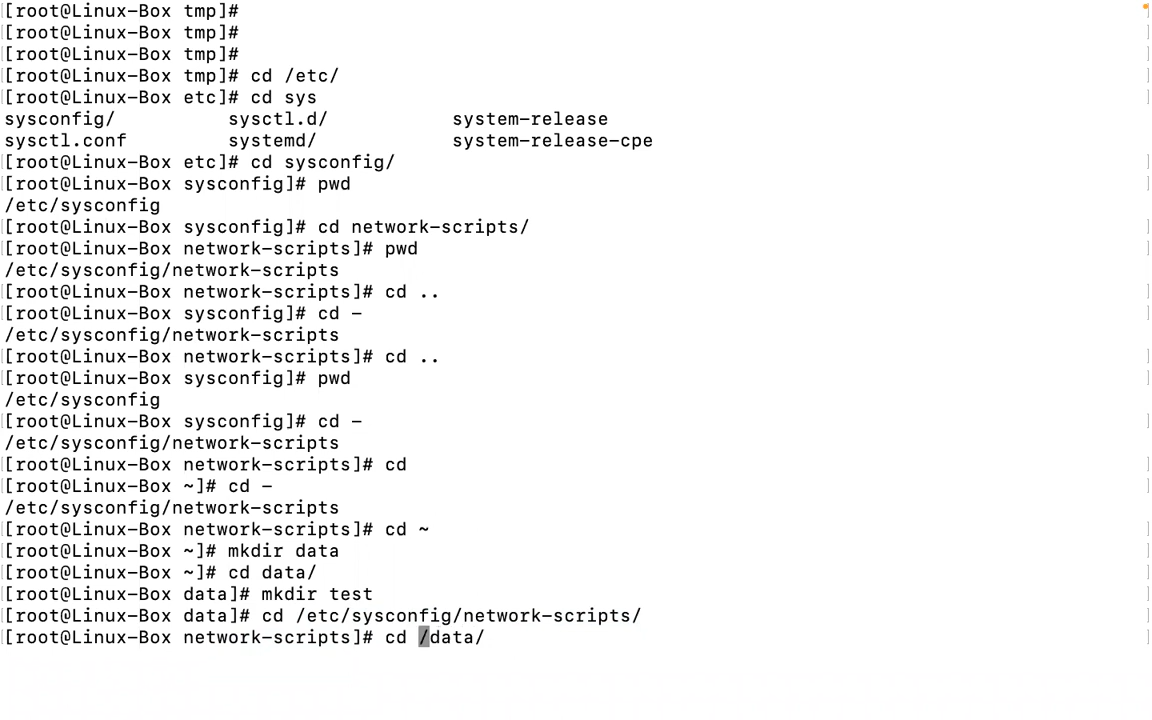 [root@Linux-Box tmp]#
[root@Linux-Box tmp]#
[root@Linux-Box tmp]#
[root@Linux-Box tmp]# cd /etc/
[root@Linux-Box etc]# cd sys
sysconfig/          sysctl.d/           system-release
sysctl.conf         systemd/            system-release-cpe
[root@Linux-Box etc]# cd sysconfig/
[root@Linux-Box sysconfig]# pwd
/etc/sysconfig
[root@Linux-Box sysconfig]# cd network-scripts/
[root@Linux-Box network-scripts]# pwd
/etc/sysconfig/network-scripts
[root@Linux-Box network-scripts]# cd ..
[root@Linux-Box sysconfig]# cd -
/etc/sysconfig/network-scripts
[root@Linux-Box network-scripts]# cd ..
[root@Linux-Box sysconfig]# pwd
/etc/sysconfig
[root@Linux-Box sysconfig]# cd -
/etc/sysconfig/network-scripts
[root@Linux-Box network-scripts]# cd
[root@Linux-Box ~]# cd -
/etc/sysconfig/network-scripts
[root@Linux-Box network-scripts]# cd ~
[root@Linux-Box ~]# mkdir data
[root@Linux-Box ~]# cd data/
[root@Linux-Box data]# mkdir test
[root@Linux-Box data]# cd /etc/sysconfig/network-scripts/
[root@Linux-Box network-scripts]# cd /data/